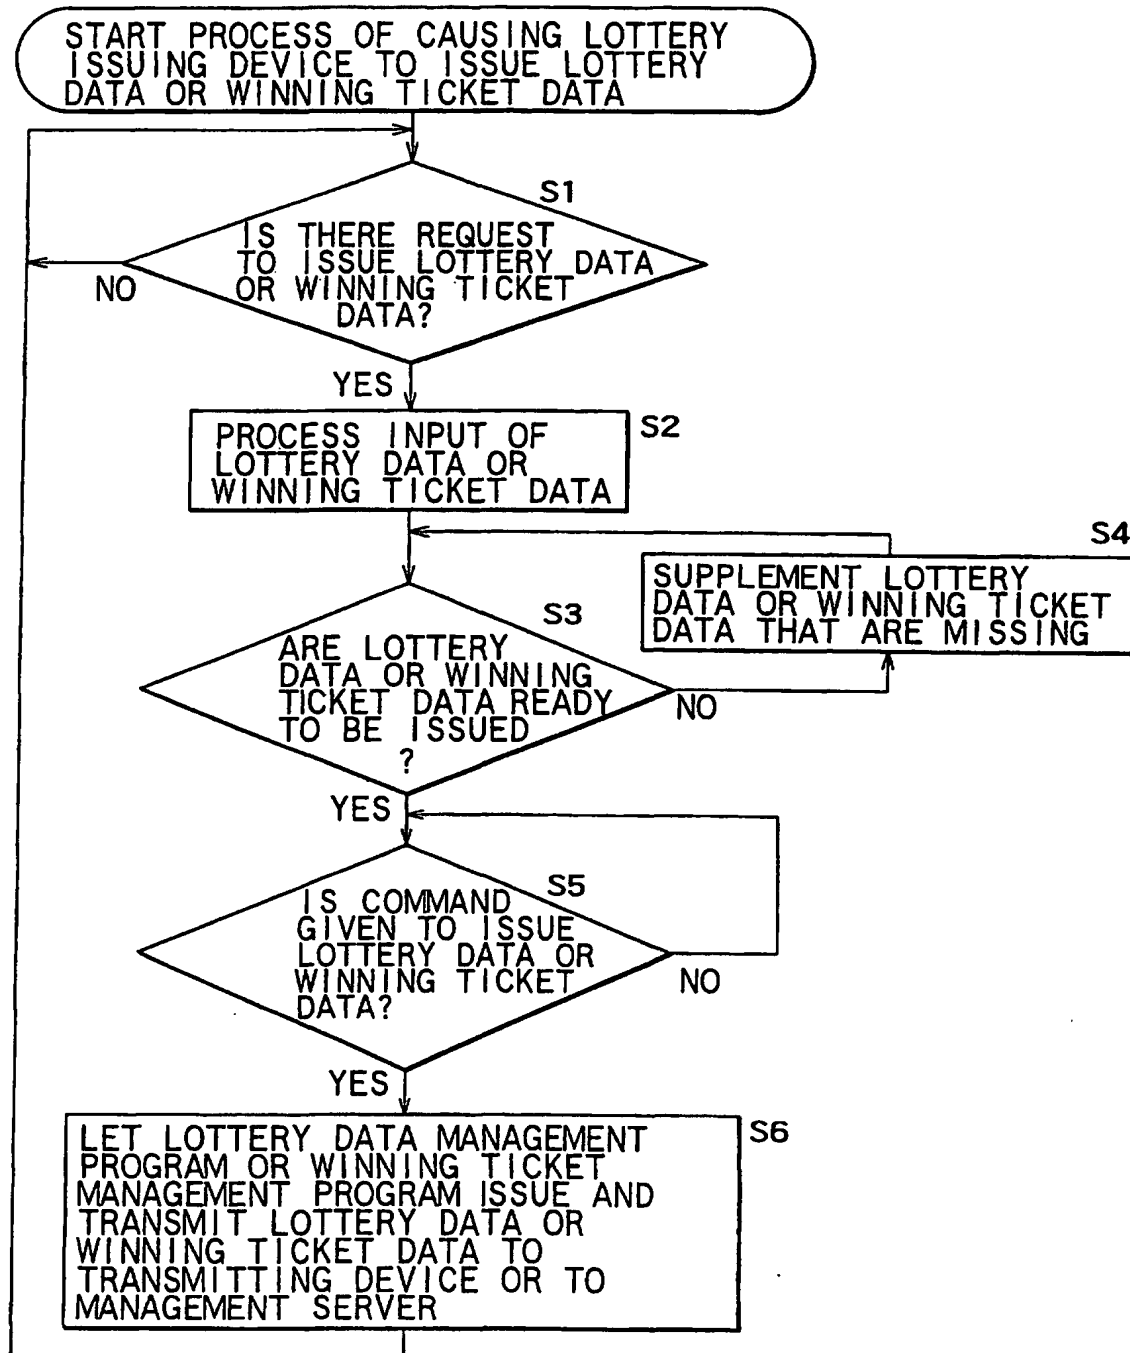 START PROCESS OF CAUSING LOTTERY
ISSUING DEVICE TO ISSUE LOTTERY
DATA OR WINNING TICKET DATA
S1
IS THERE REQUEST
TO ISSUE LOTTERY DATA
OR WINNING TICKET
DATA?
NO
YES
S2
PROCESS INPUT OF
LOTTERY DATA OR
WINNING TICKET DATA
S4
SUPPLEMENT LOTTERY
DATA OR WINNING TICKET
DATA THAT ARE MISSING
S3
ARE LOTTERY
DATA OR WINNING
TICKET DATA READY
TO BE ISSUED
?
NO
YES
S5
IS COMMAND
GIVEN TO ISSUE
LOTTERY DATA OR
WINNING TICKET
DATA?
NO
YES
S6
LET LOTTERY DATA MANAGEMENT
PROGRAM OR WINNING TICKET
MANAGEMENT PROGRAM ISSUE AND
TRANSMIT LOTTERY DATA OR
WINNING TICKET DATA TO
TRANSMITTING DEVICE OR TO
MANAGEMENT SERVER